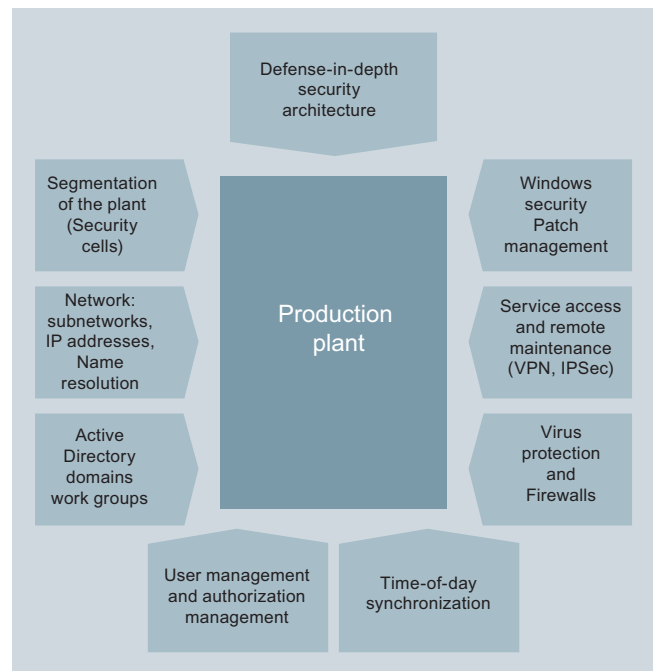 Defense-in-depth
security
architecture
Segmentation
of the plant
(Security
cells)
Windows
security
Patch
management
Network:
subnetworks,
IP addresses,
Name
resolution
Production
plant
Service access
and remote
maintenance
(VPN, IPSec)
Active
Directory
domains
work groups
Virus
protection
and
Firewalls
User management
and authorization
management
Time-of-day
synchronization